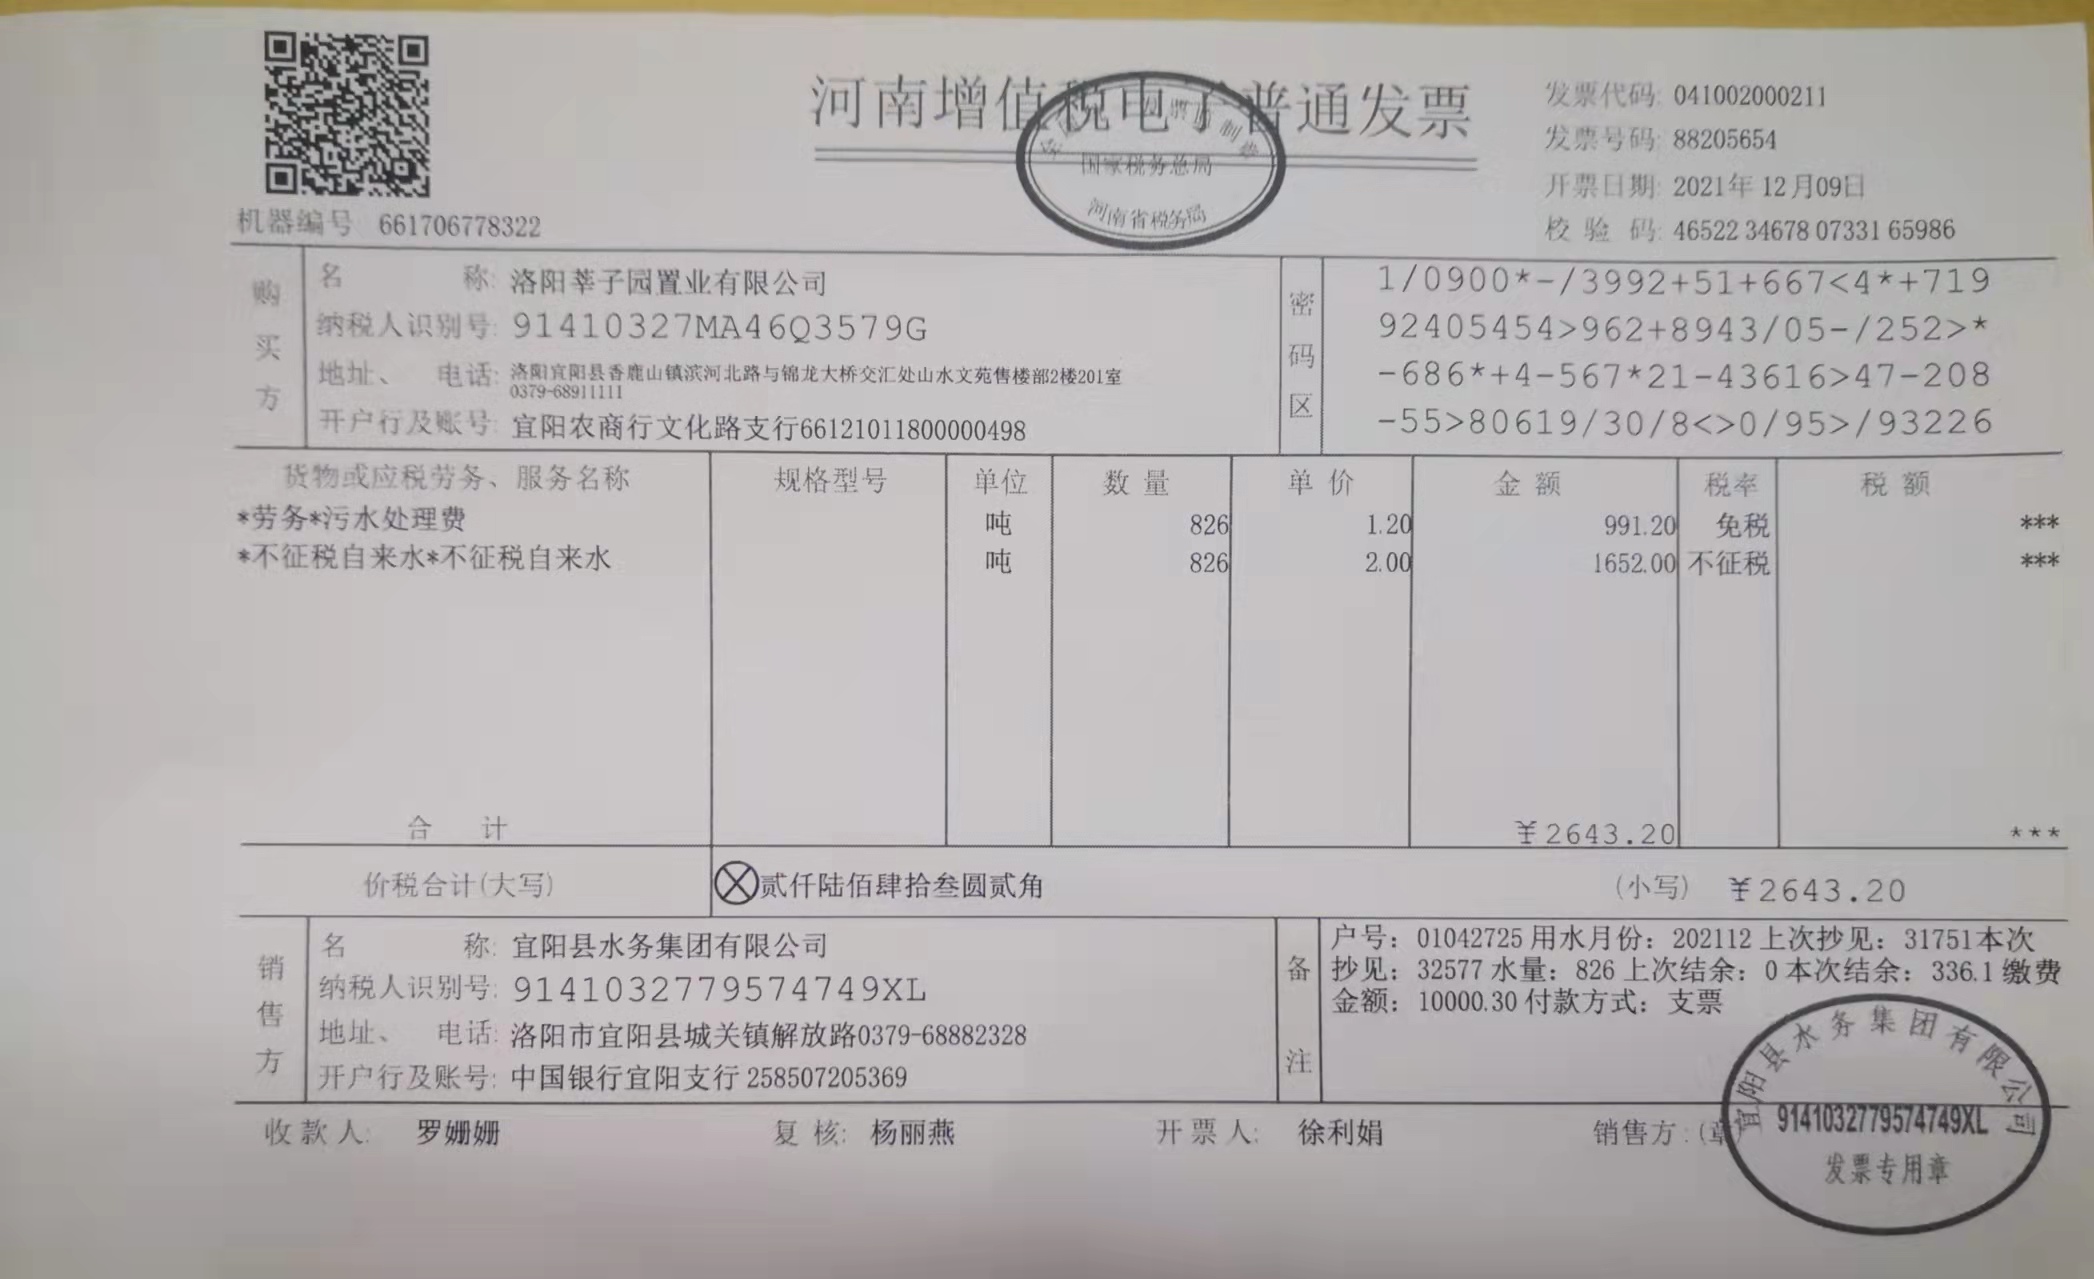 河南增值税电子普通发票
全国统一发票监制章
国家税务总局
河南省税务局
发票代码: 041002000211
发票号码: 88205654
开票日期: 2021年12月09日
校验码: 46522 34678 07331 65986
机器编号 661706778322
购买方
名称: 洛阳莘子园置业有限公司
纳税人识别号: 91410327MA46Q3579G
地址、电话: 洛阳宜阳县香鹿山镇滨河北路与锦龙大桥交汇处山水文苑售楼部2楼201室
0379-68911111
开户行及账号: 宜阳农商行文化路支行66121011800000498
密码区
1/0900*-/3992+51+667<4*+719
92405454>962+8943/05-/252>*
-686*+4-567*21-43616>47-208
-55>80619/30/8<>0/95>/93226
货物或应税劳务、服务名称 规格型号 单位 数量 单价 金额 税率 税额
*劳务*污水处理费 吨 826 1.20 991.20 免税 ***
*不征税自来水*不征税自来水 吨 826 2.00 1652.00 不征税 ***
合计 ¥2643.20 ***
价税合计(大写) ⊗贰仟陆佰肆拾叁圆贰角 (小写) ¥2643.20
销售方
名称: 宜阳县水务集团有限公司
纳税人识别号: 9141032779574749XL
地址、电话: 洛阳市宜阳县城关镇解放路0379-68882328
开户行及账号: 中国银行宜阳支行 258507205369
备注
户号: 01042725 用水月份: 202112 上次抄见: 31751本次
抄见: 32577 水量: 826 上次结余: 0 本次结余: 336.1 缴费
金额: 10000.30 付款方式: 支票
收款人: 罗姗姗 复核: 杨丽燕 开票人: 徐利娟 销售方:(章
宜阳县水务集团有限公司
9141032779574749XL
发票专用章